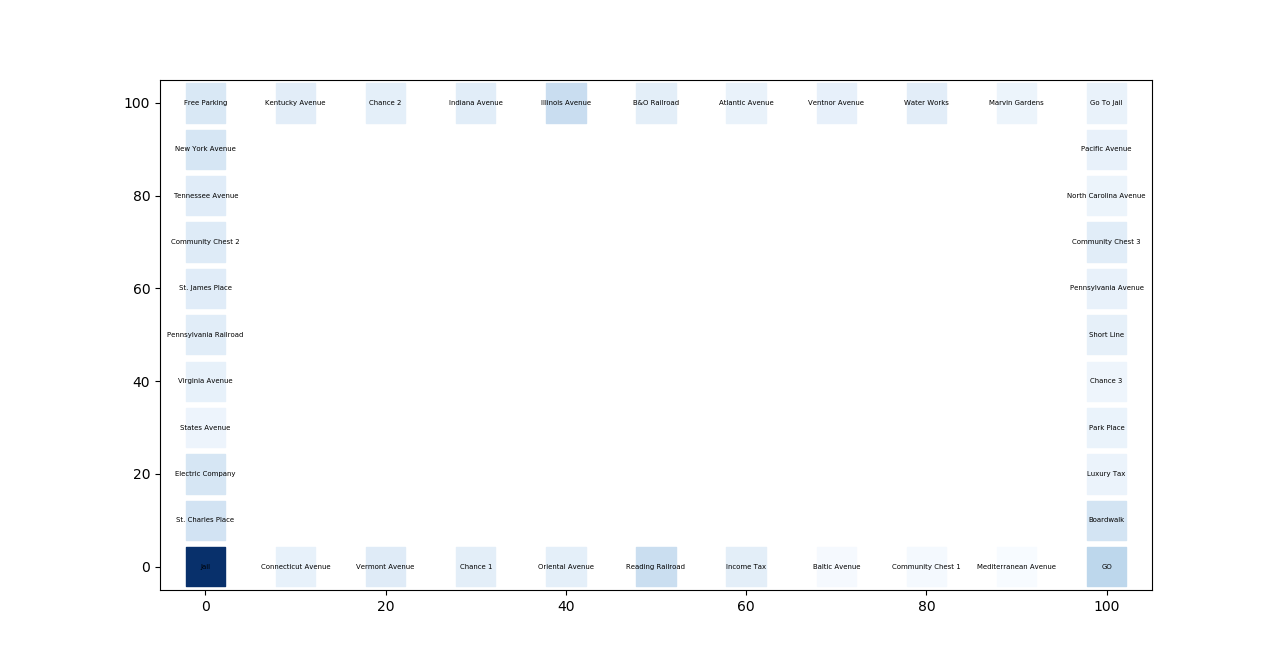 100 Free Parking Kentucky Avenue Chance 2 Indiana Avenue Illinois Avenue B&O Railroad Atlantic Avenue Ventnor Avenue Water Works Marvin Gardens Go To Jail
New York Avenue Pacific Avenue
80 Tennessee Avenue North Carolina Avenue
Community Chest 2 Community Chest 3
60 St. James Place Pennsylvania Avenue
Pennsylvania Railroad Short Line
40 Virginia Avenue Chance 3
States Avenue Park Place
20 Electric Company Luxury Tax
St. Charles Place Boardwalk
0 Jail Connecticut Avenue Vermont Avenue Chance 1 Oriental Avenue Reading Railroad Income Tax Baltic Avenue Community Chest 1 Mediterranean Avenue GO
0 20 40 60 80 100